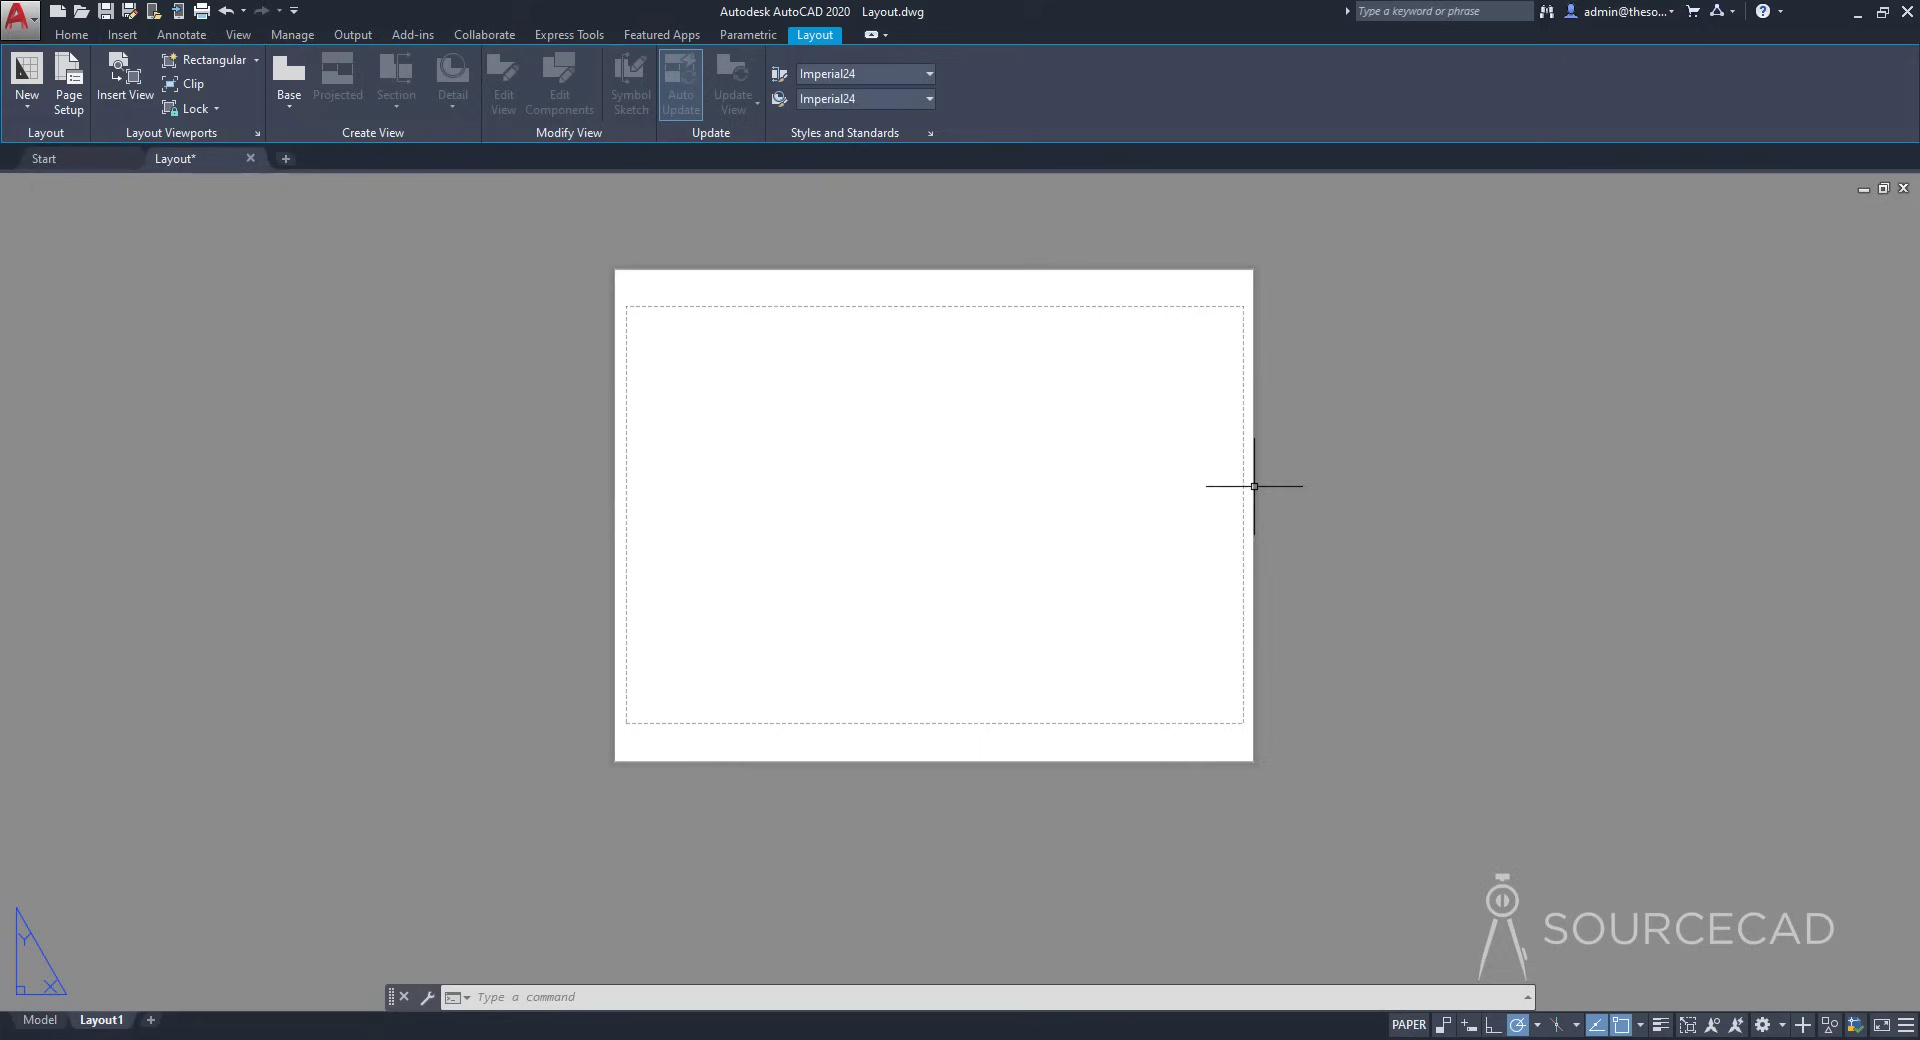 Autodesk AutoCAD 2020 Layout.dwg
Type a keyword or phrase
admin@theso...
Home Insert Annotate View Manage Output Add-ins Collaborate Express Tools Featured Apps Parametric Layout
New
Page Setup
Layout
Insert View
Rectangular
Clip
Lock
Layout Viewports
Base
Projected
Section
Detail
Create View
Edit View
Edit Components
Symbol Sketch
Modify View
Auto Update
Update View
Update
Imperial24
Imperial24
Styles and Standards
Start
Layout*
SOURCECAD
Y
X
Type a command
Model
Layout1
PAPER